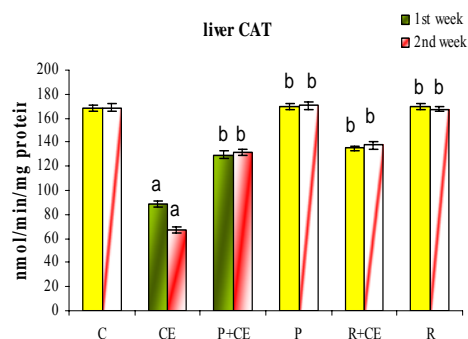 liver CAT
1st week
2nd week
nmol/min/mg protein
200
180
160
140
120
100
80
60
40
20
0
a
a
b b
b b
b b
b b
C CE P+CE P R+CE R